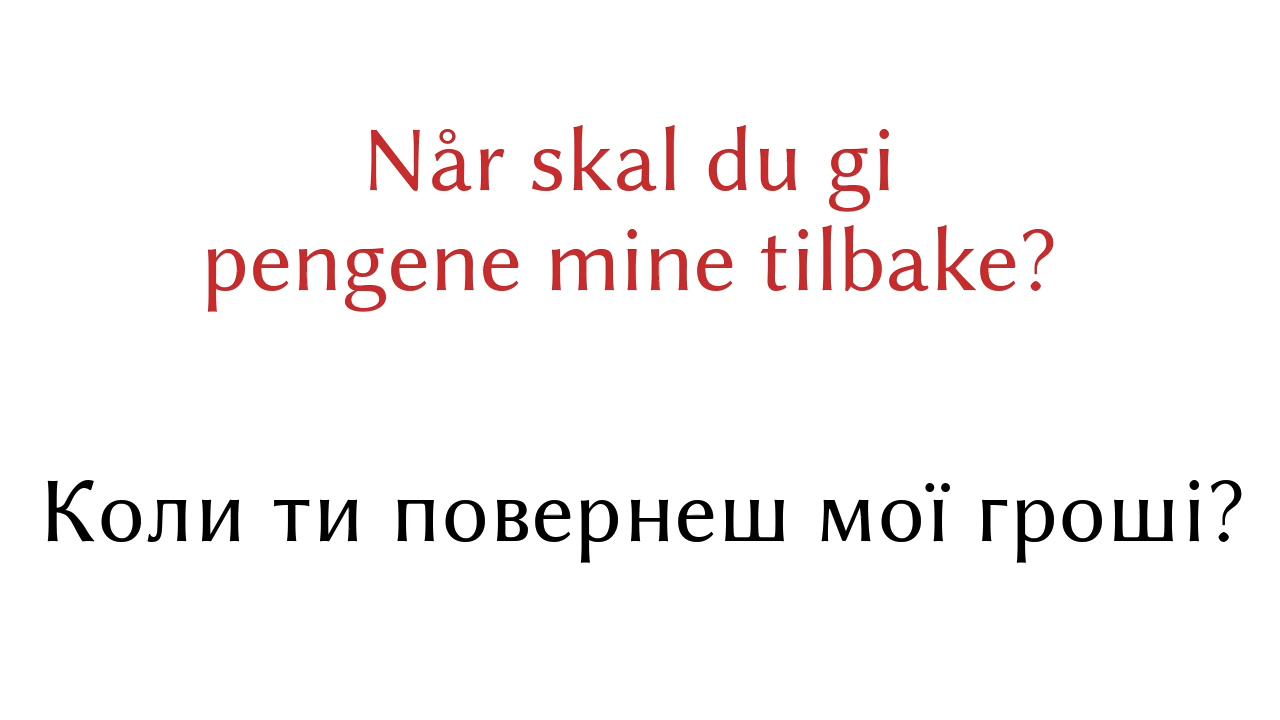 Når skal du gi
pengene mine tilbake?
Коли ти повернеш мої гроші?